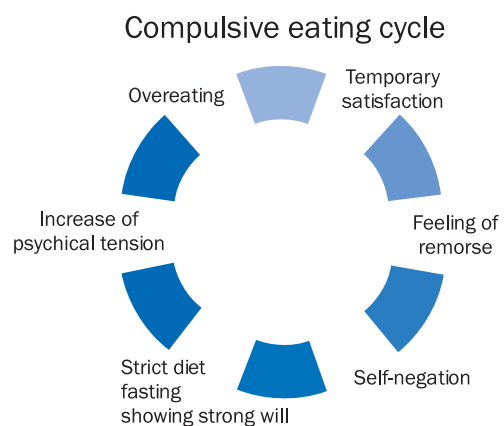 Compulsive eating cycle
Overeating
Temporary
satisfaction
Increase of
psychical tension
Feeling of
remorse
Strict diet
fasting
showing strong will
Self-negation